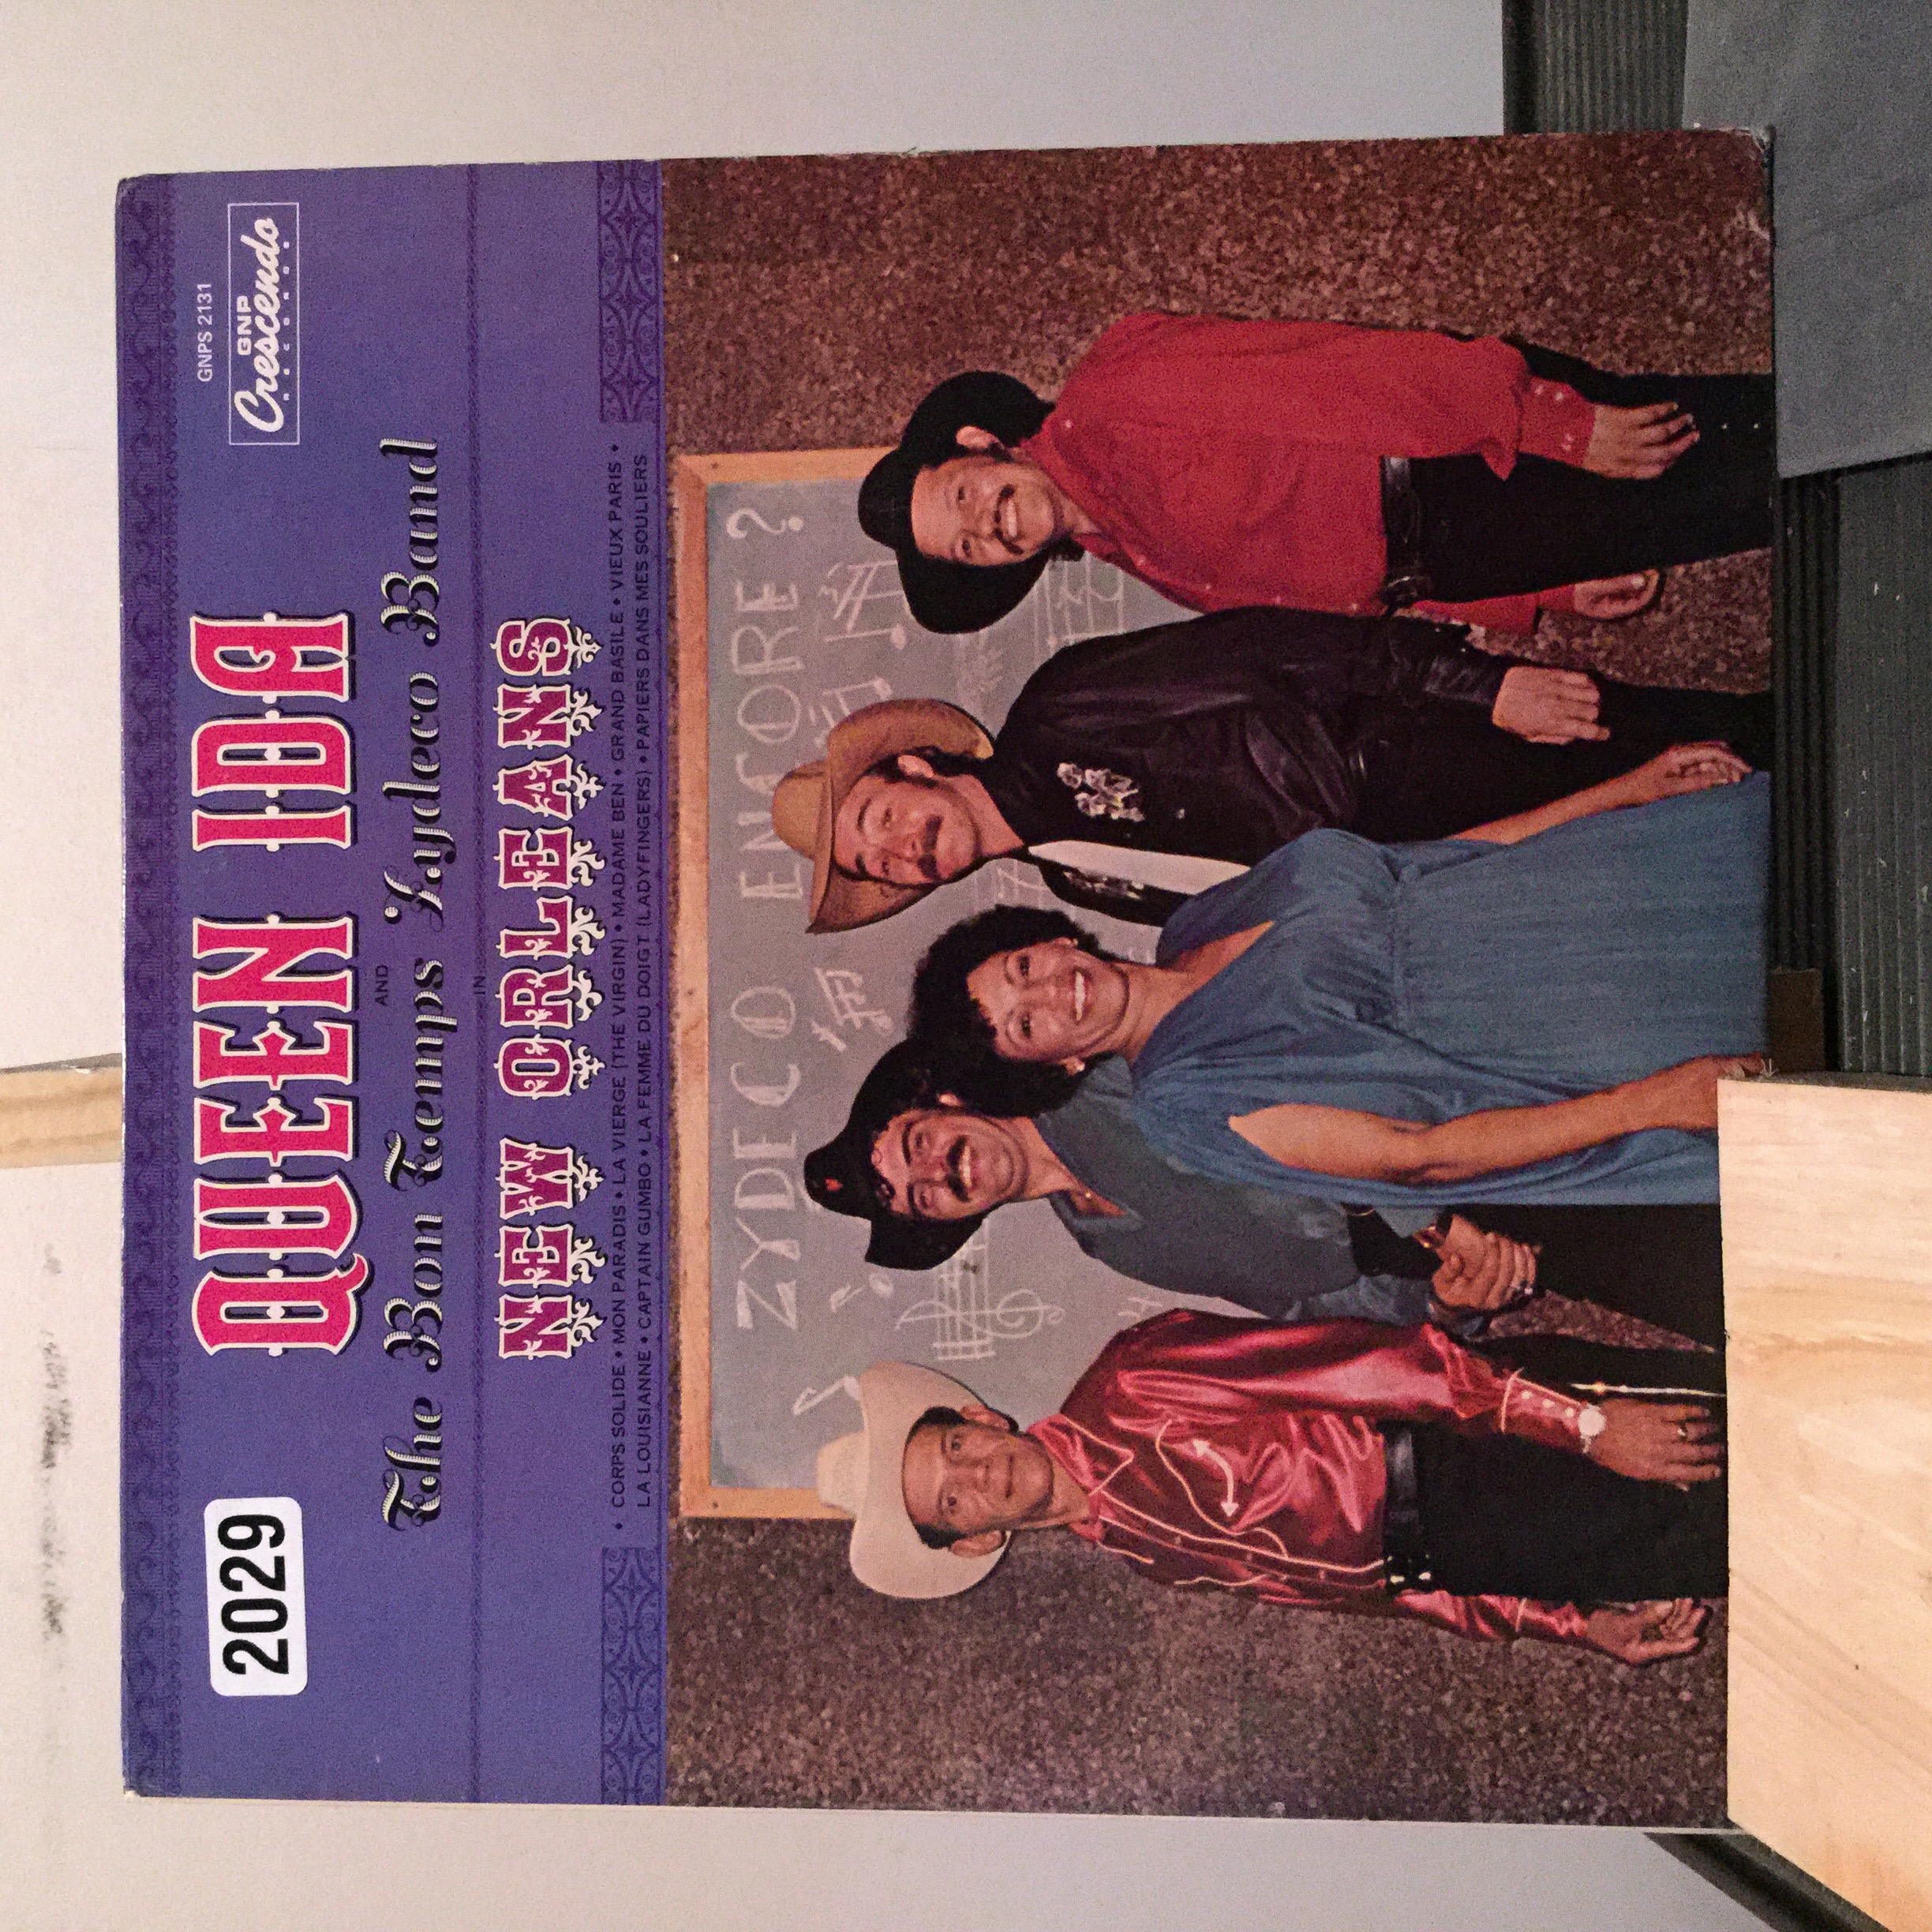 2029
GNPS 2131
GNP
Crescendo
RECORDS
QUEEN IDA
AND
The Bon Temps Zydeco Band
IN
NEW ORLEANS
• CORPS SOLIDE • MON PARADIS • LA VIERGE (THE VIRGIN) • MADAME BEN • GRAND BASILE • VIEUX PARIS •
LA LOUISIANNE • CAPTAIN GUMBO • LA FEMME DU DOIGT (LADYFINGERS) • PAPIERS DANS MES SOULIERS
ZYDECO ENCORE?